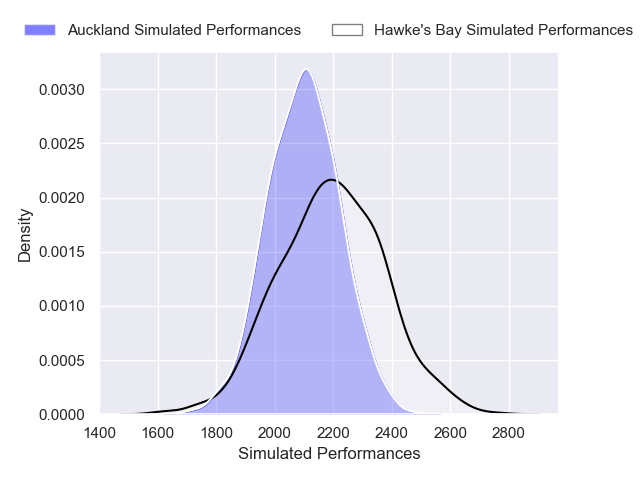 Auckland Simulated Performances
Hawke's Bay Simulated Performances
0.0030
0.0025
0.0020
0.0015
0.0010
0.0005
0.0000
Density
1400 1600 1800 2000 2200 2400 2600 2800
Simulated Performances